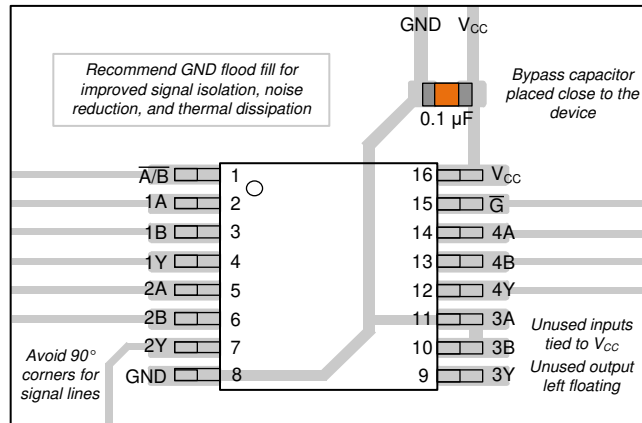 GND VCC
Recommend GND flood fill for
improved signal isolation, noise
reduction, and thermal dissipation
Bypass capacitor
placed close to the
device
0.1 µF
A/B 1 16 VCC
1A 2 15 G
1B 3 14 4A
1Y 4 13 4B
2A 5 12 4Y
2B 6 11 3A
2Y 7 10 3B
GND 8 9 3Y
Avoid 90°
corners for
signal lines
Unused inputs
tied to VCC
Unused output
left floating